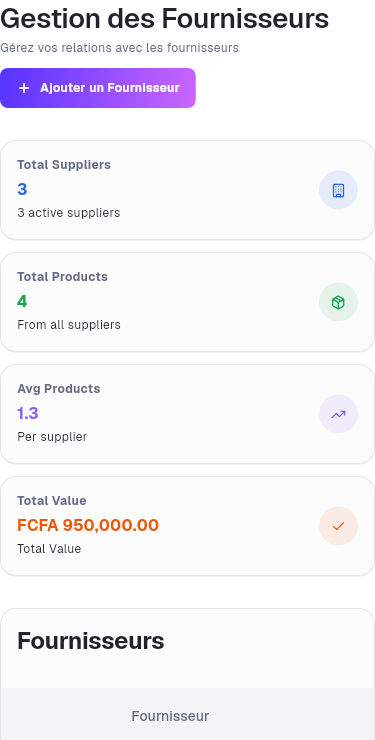 Gestion des Fournisseurs
Gérez vos relations avec les fournisseurs
Ajouter un Fournisseur
Total Suppliers
3
3 active suppliers
Total Products
4
From all suppliers
Avg Products
1.3
Per supplier
Total Value
FCFA 950,000.00
Total Value
Fournisseurs
Fournisseur